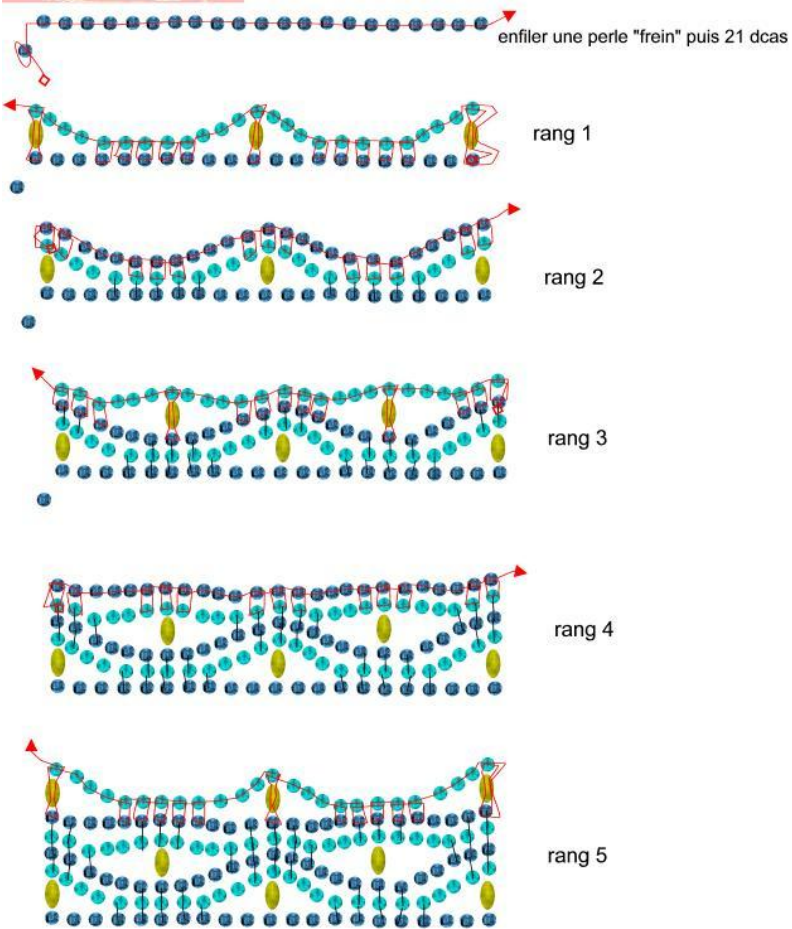 enfiler une perle "frein" puis 21 dcas
rang 1
rang 2
rang 3
rang 4
rang 5